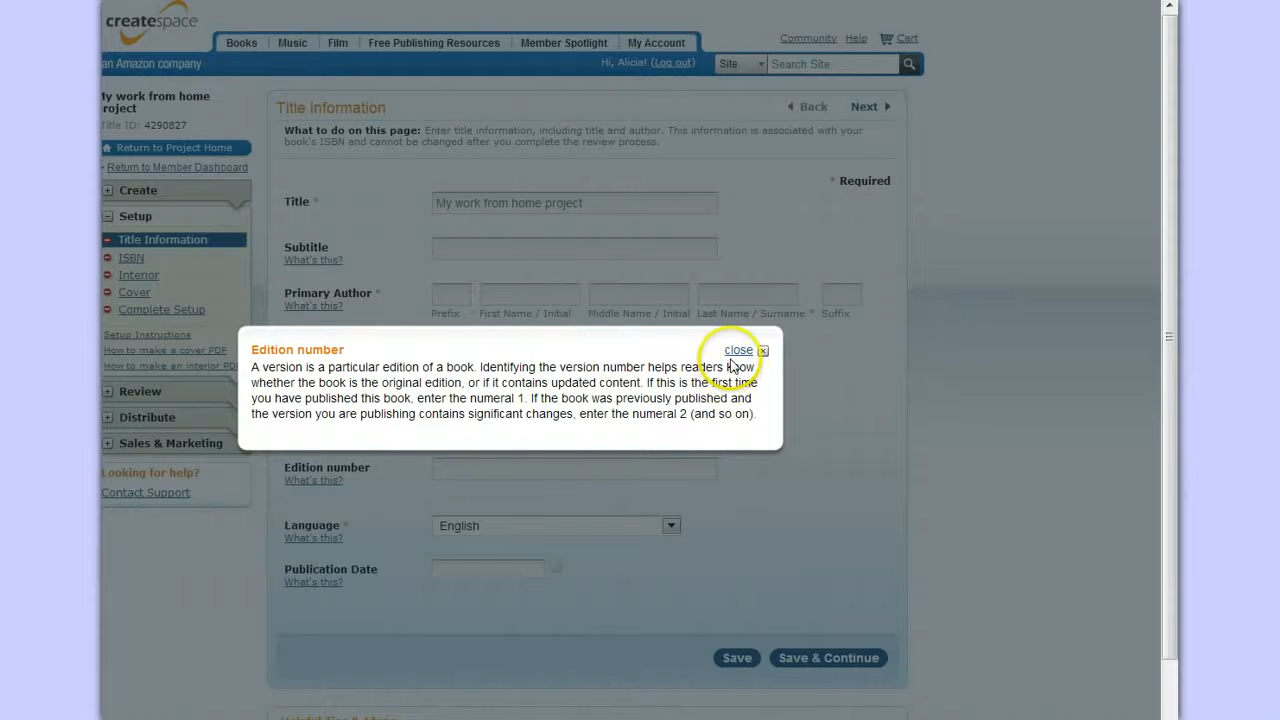 createspace
Books Music Film Free Publishing Resources Member Spotlight My Account
Community Help Cart
an Amazon company
Hi, Alicia! (Log out)
Site Search Site
My work from home
project
Title ID: 4290827
Return to Project Home
Return to Member Dashboard
Create
Setup
Title Information
ISBN
Interior
Cover
Complete Setup
Setup Instructions
How to make a cover PDF
How to make an interior PDF
Review
Distribute
Sales & Marketing
Looking for help?
Contact Support
Title Information
Back Next
What to do on this page: Enter title information, including title and author. This information is associated with your
book's ISBN and cannot be changed after you complete the review process.
* Required
Title * My work from home project
Subtitle
What's this?
Primary Author *
What's this?
Prefix First Name / Initial Middle Name / Initial Last Name / Surname * Suffix
Edition number close x
A version is a particular edition of a book. Identifying the version number helps readers know
whether the book is the original edition, or if it contains updated content. If this is the first time
you have published this book, enter the numeral 1. If the book was previously published and
the version you are publishing contains significant changes, enter the numeral 2 (and so on).
Edition number
What's this?
Language * English
What's this?
Publication Date
What's this?
Save Save & Continue